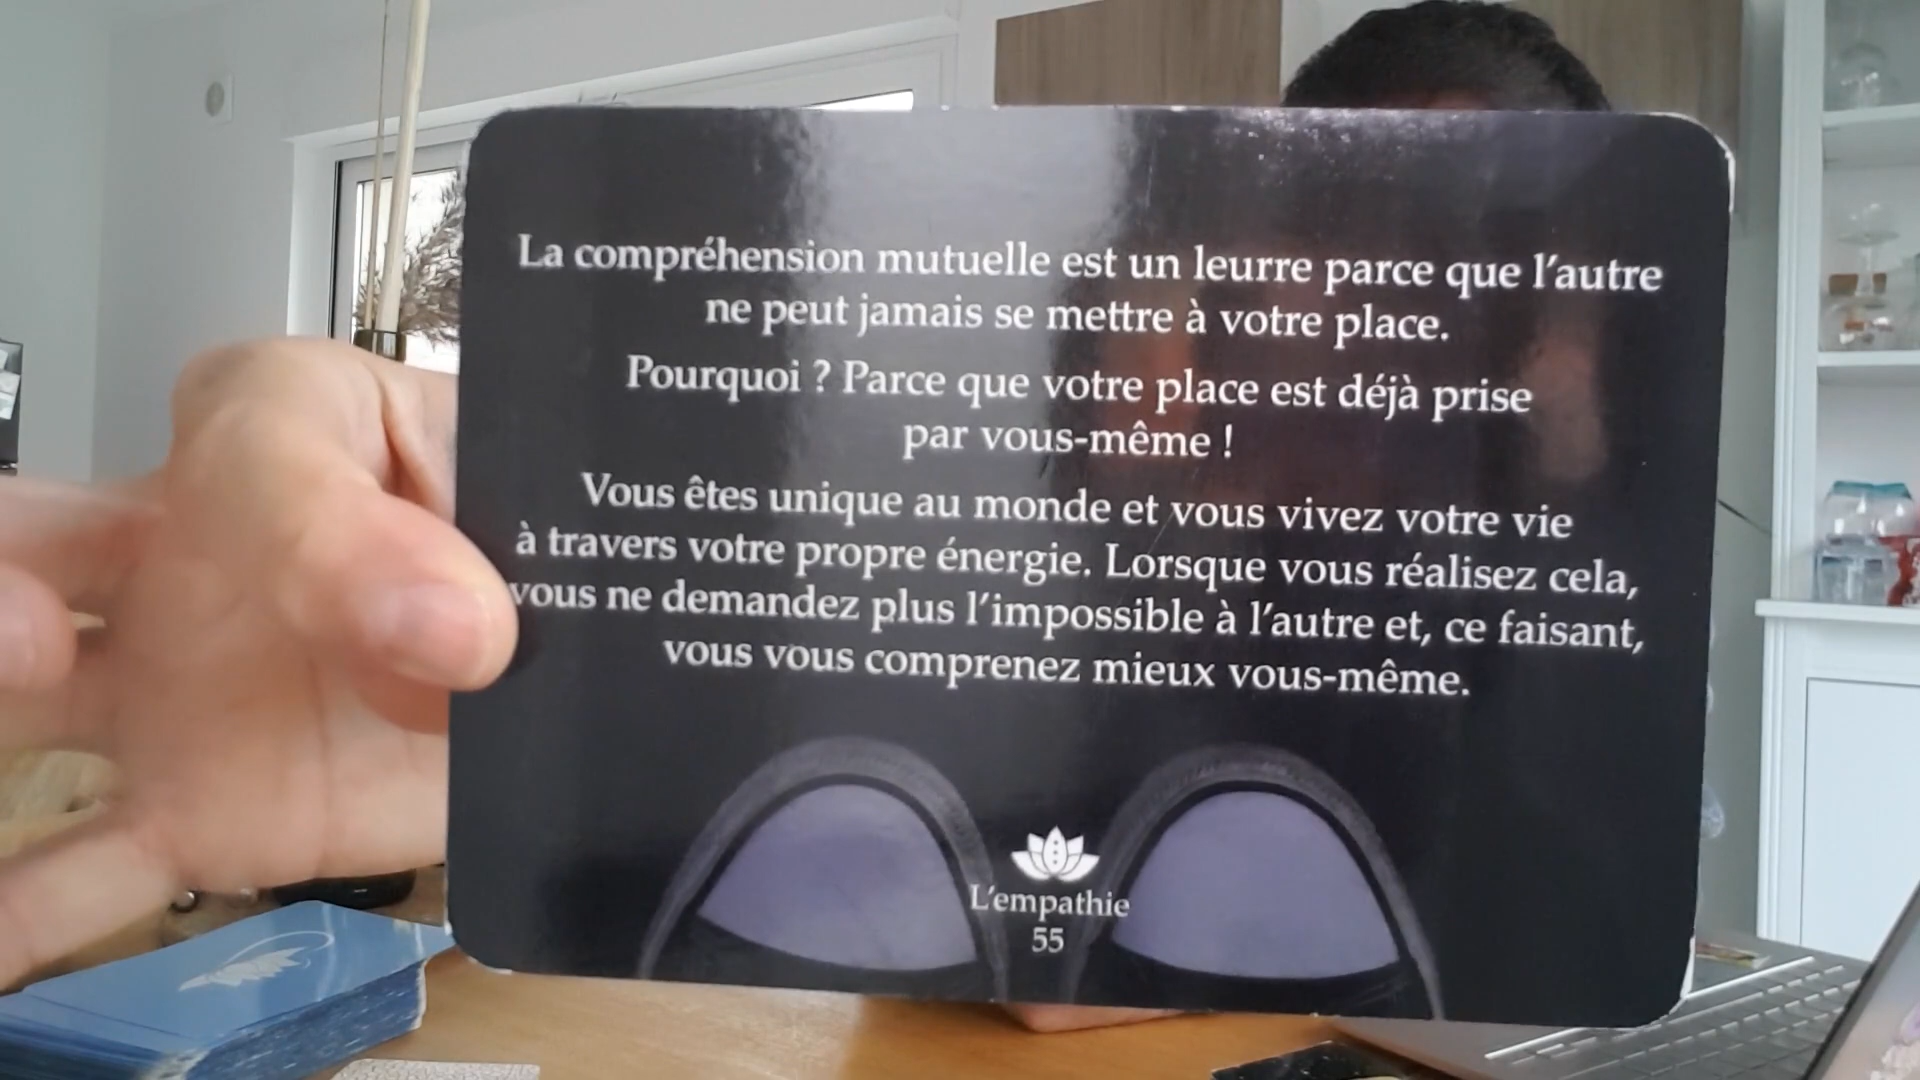 La compréhension mutuelle est un leurre parce que l'autre
ne peut jamais se mettre à votre place.
Pourquoi ? Parce que votre place est déjà prise
par vous-même !
Vous êtes unique au monde et vous vivez votre vie
à travers votre propre énergie. Lorsque vous réalisez cela,
vous ne demandez plus l'impossible à l'autre et, ce faisant,
vous vous comprenez mieux vous-même.
L'empathie
55